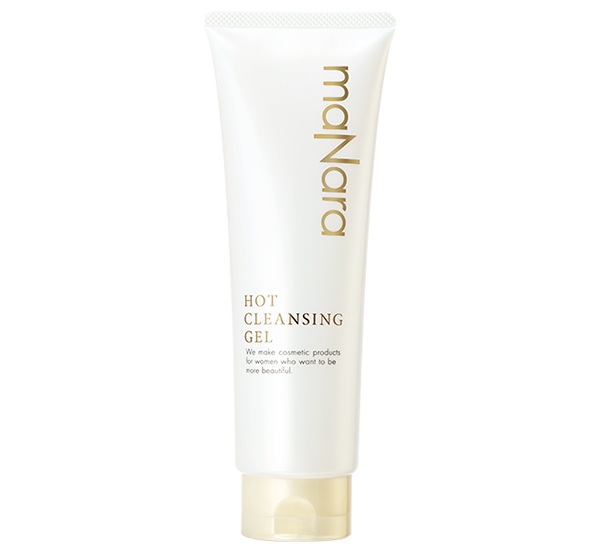 maNara
HOT
CLEANSING
GEL
We make cosmetic products
for women who want to be
more beautiful.